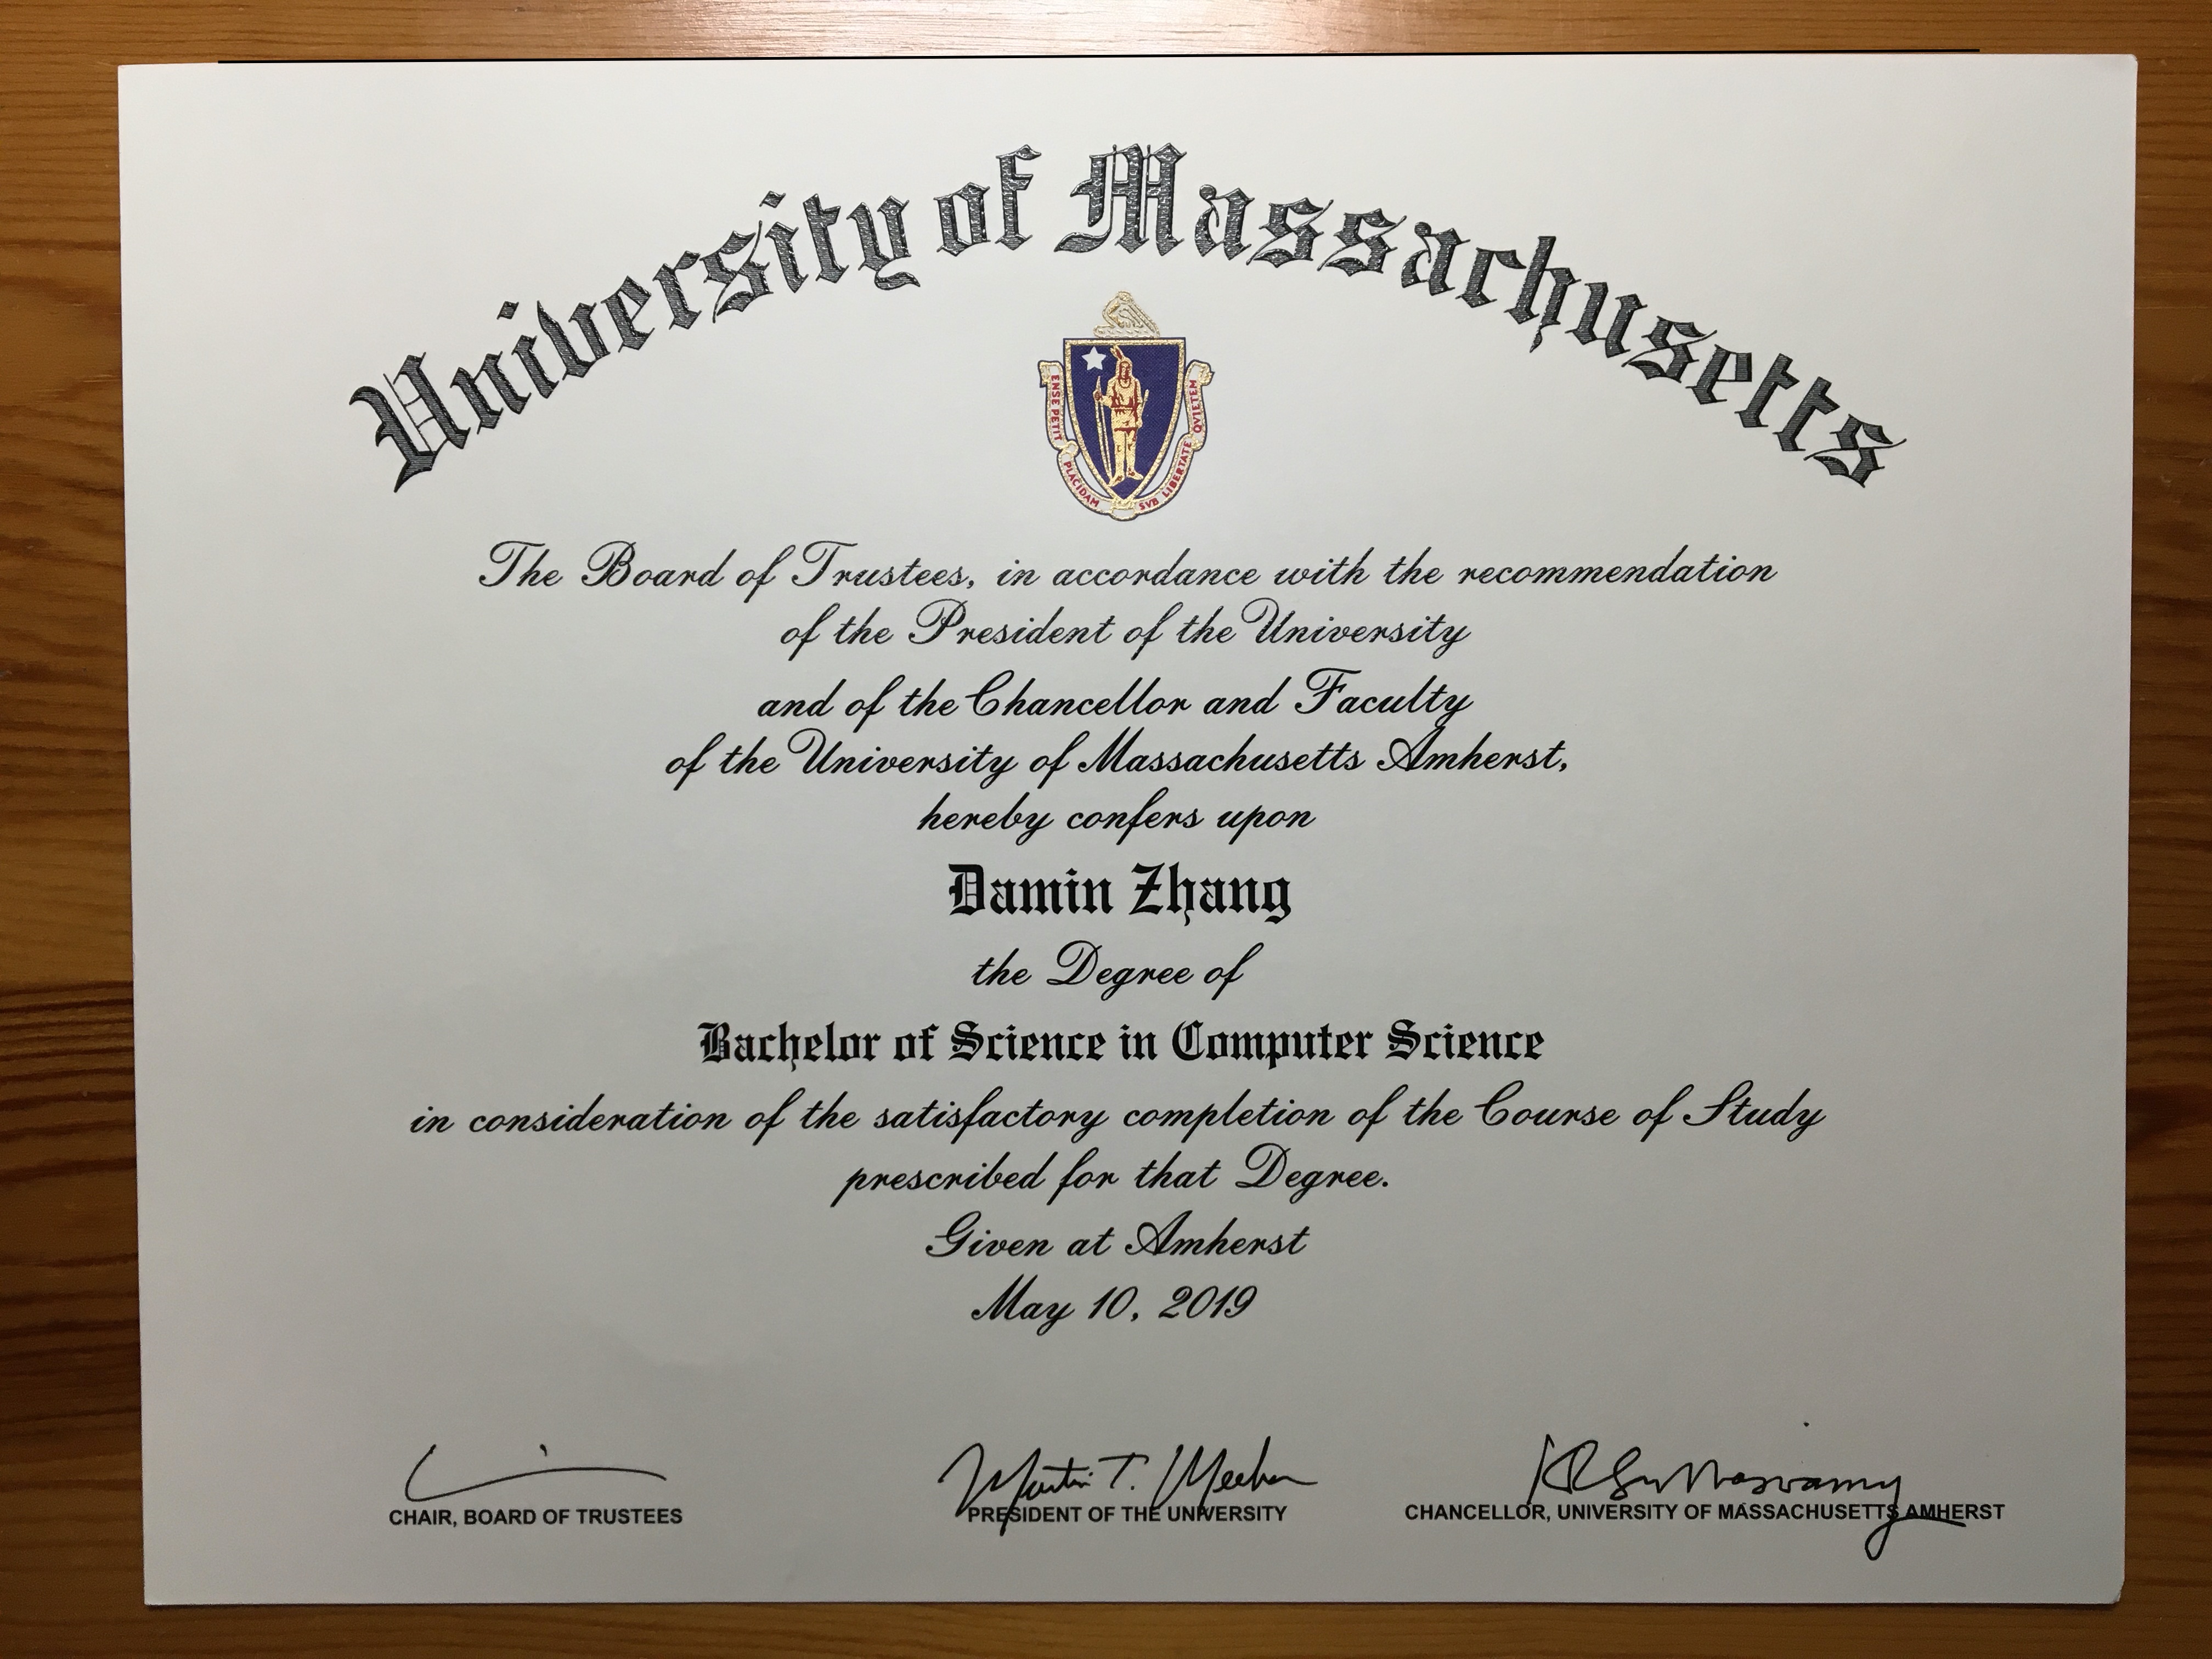 University of Massachusetts
ENSE PETIT PLACIDAM SVB LIBERTATE QVIETEM
The Board of Trustees, in accordance with the recommendation
of the President of the University
and of the Chancellor and Faculty
of the University of Massachusetts Amherst,
hereby confers upon
Damin Zhang
the Degree of
Bachelor of Science in Computer Science
in consideration of the satisfactory completion of the Course of Study
prescribed for that Degree.
Given at Amherst
May 10, 2019
CHAIR, BOARD OF TRUSTEES
Martin T. Meehan
PRESIDENT OF THE UNIVERSITY
CHANCELLOR, UNIVERSITY OF MASSACHUSETTS AMHERST